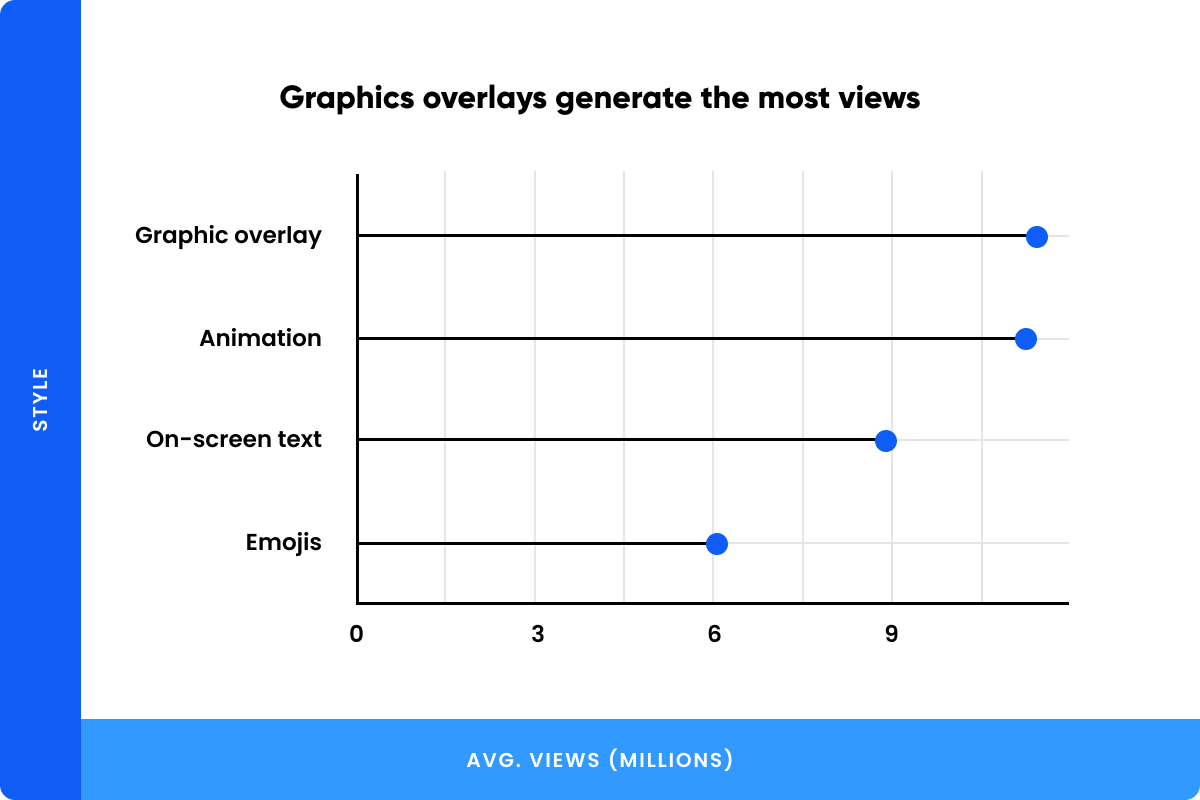 Graphics overlays generate the most views
STYLE
Graphic overlay
Animation
On-screen text
Emojis
0 3 6 9
AVG. VIEWS (MILLIONS)